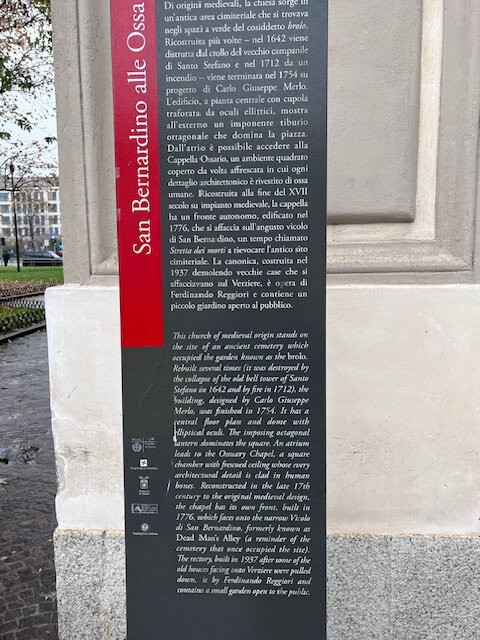 San Bernardino alle Ossa
Di origini medievali, la chiesa sorge in
un'antica area cimiteriale che si trovava
negli spazi a verde del cosiddetto brolo.
Ricostruita più volte – nel 1642 viene
distrutta dal crollo del vecchio campanile
di Santo Stefano e nel 1712 da un
incendio – viene terminata nel 1754 su
progetto di Carlo Giuseppe Merlo.
L'edificio, a pianta centrale con cupola
traforata da oculi ellittici, mostra
all'esterno un imponente tiburio
ottagonale che domina la piazza.
Dall'atrio è possibile accedere alla
Cappella Ossario, un ambiente quadrato
coperto da volta affrescata in cui ogni
dettaglio architettonico è rivestito di ossa
umane. Ricostruita alla fine del XVII
secolo su impianto medievale, la cappella
ha un fronte autonomo, edificato nel
1776, che si affaccia sull'angusto vicolo
di San Bernardino, un tempo chiamato
Stretta dei morti a rievocare l'antico sito
cimiteriale. La canonica, costruita nel
1937 demolendo vecchie case che si
affacciavano sul Verziere, è opera di
Ferdinando Reggiori e contiene un
piccolo giardino aperto al pubblico.
This church of medieval origin stands on
the site of an ancient cemetery which
occupied the garden known as the brolo.
Rebuilt several times (it was destroyed by
the collapse of the old bell tower of Santo
Stefano in 1642 and by fire in 1712), the
building, designed by Carlo Giuseppe
Merlo, was finished in 1754. It has a
central floor plan and dome with
elliptical oculi. The imposing octagonal
lantern dominates the square. An atrium
leads to the Ossuary Chapel, a square
chamber with frescoed ceiling whose every
architectural detail is clad in human
bones. Reconstructed in the late 17th
century to the original medieval design,
the chapel has its own front, built in
1776, which faces onto the narrow Vicolo
di San Bernardino, formerly known as
Dead Man's Alley (a reminder of the
cemetery that once occupied the site).
The rectory, built in 1937 after some of the
old houses facing onto Verziere were pulled
down, is by Ferdinando Reggiori and
contains a small garden open to the public.